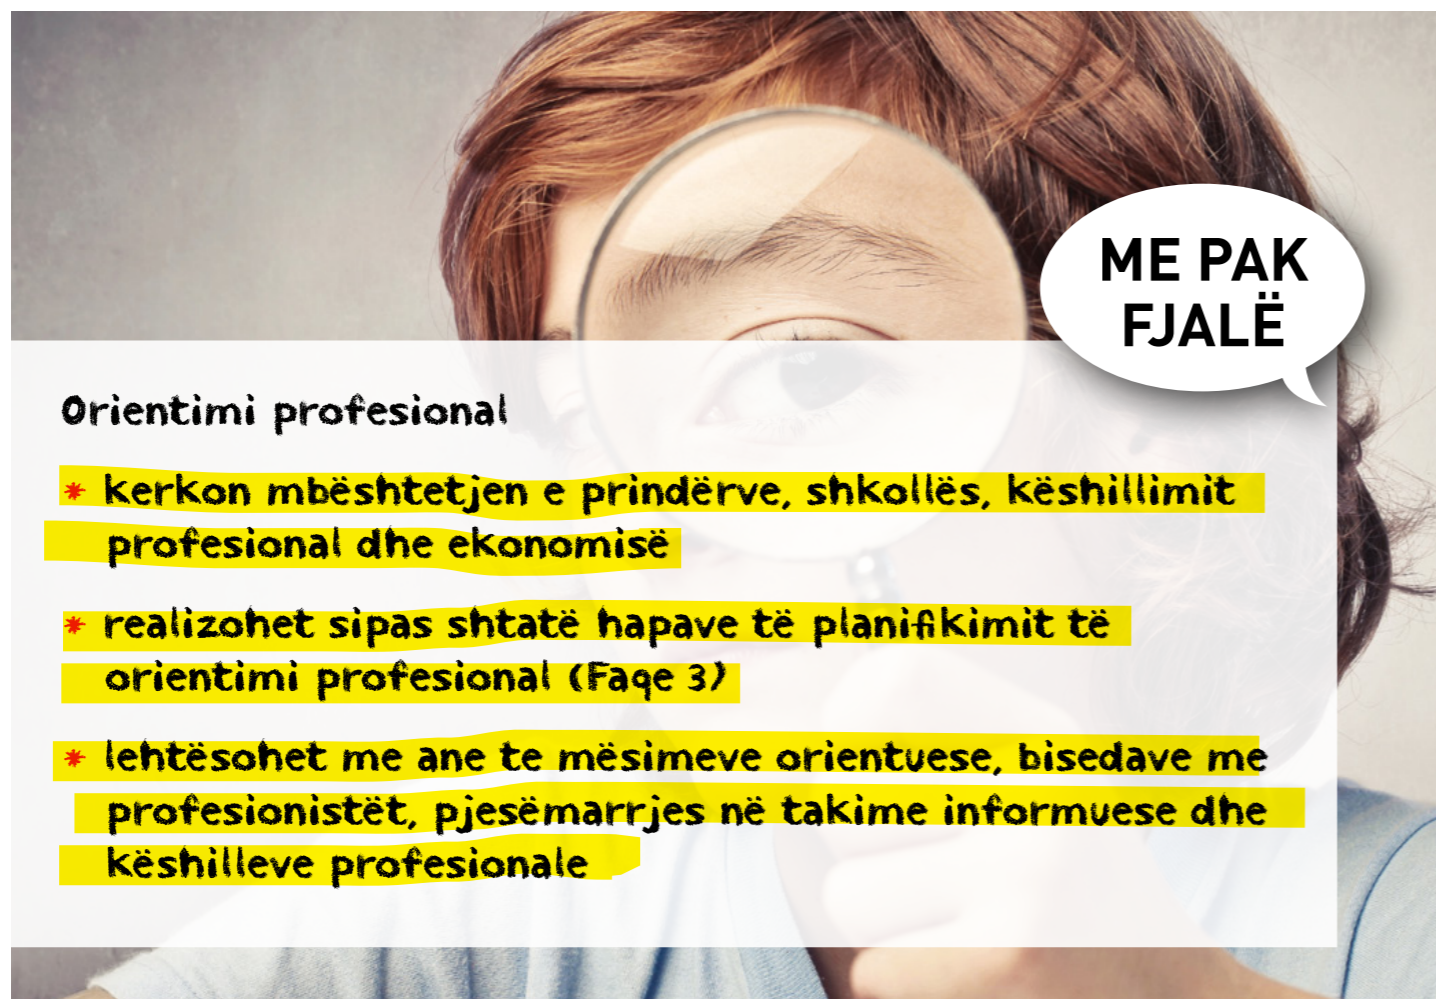 ME PAK
FJALË
Orientimi profesional
* kerkon mbështetjen e prindërve, shkollës, këshillimit
profesional dhe ekonomisë
* realizohet sipas shtatë hapave të planifikimit të
orientimi profesional (Faqe 3)
* lehtësohet me ane te mësimeve orientuese, bisedave me
profesionistët, pjesëmarrjes në takime informuese dhe
këshilleve profesionale